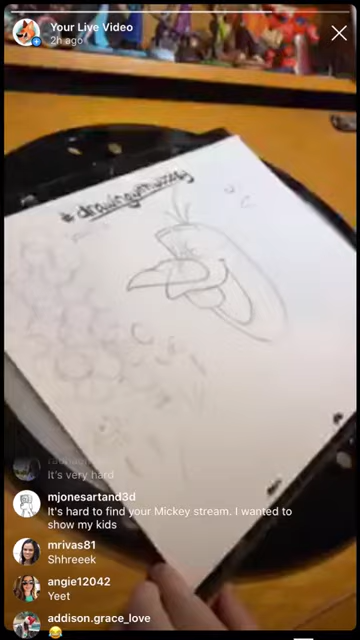 Your Live Video
2h ago
It's very hard
mjonesartand3d
It's hard to find your Mickey stream. I wanted to
show my kids
mrivas81
Shhreeek
angie12042
Yeet
addison.grace_love
😂